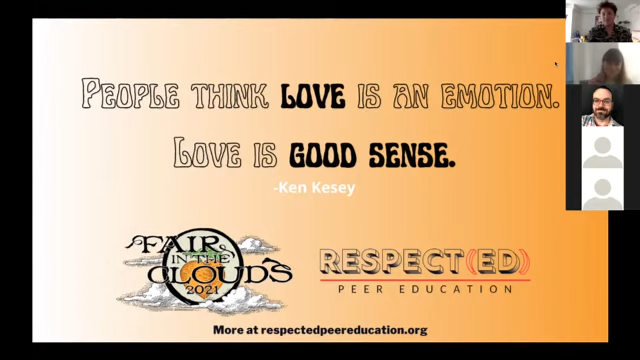 People think love is an emotion.
Love is good sense.
-Ken Kesey
FAIR
IN THE
CLOUDS
2021
RESPECT(ED)
PEER EDUCATION
More at respectedpeereducation.org